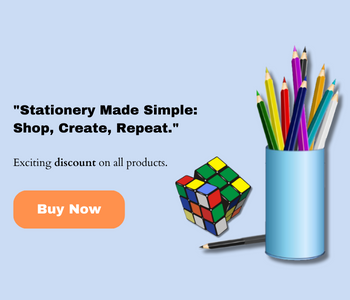 "Stationery Made Simple:
Shop, Create, Repeat."
Exciting discount on all products.
Buy Now